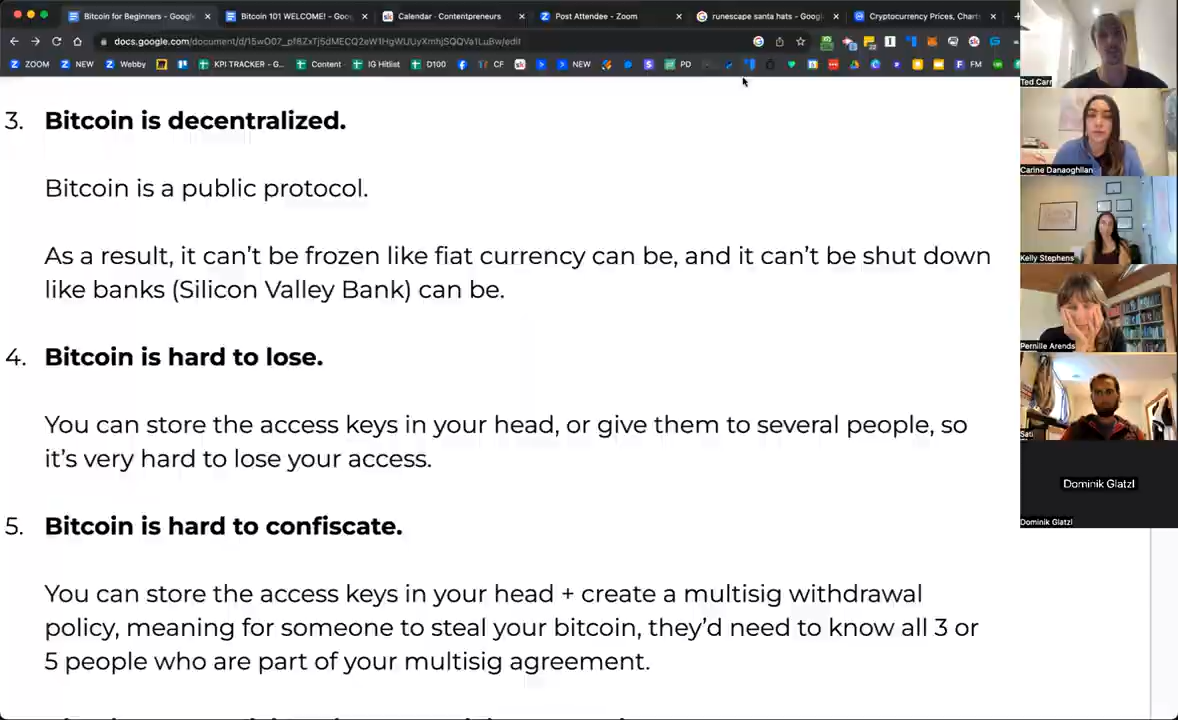 Bitcoin for Beginners - Googl
Bitcoin 101 WELCOME! - Goo
Calendar - Contentpreneurs
Post Attendee - Zoom
runescape santa hats - Googl
Cryptocurrency Prices, Chart
ZOOM
NEW
Webby
KPI TRACKER - G...
Content
IG Hitlist
D100
CF
NEW
PD
FM
3. Bitcoin is decentralized.
Bitcoin is a public protocol.
As a result, it can't be frozen like fiat currency can be, and it can't be shut down
like banks (Silicon Valley Bank) can be.
4. Bitcoin is hard to lose.
You can store the access keys in your head, or give them to several people, so
it's very hard to lose your access.
5. Bitcoin is hard to confiscate.
You can store the access keys in your head + create a multisig withdrawal
policy, meaning for someone to steal your bitcoin, they'd need to know all 3 or
5 people who are part of your multisig agreement.
Ted Carr
Carine Danaoghlian
Kelly Stephens
Pernille Arends
Sati
Dominik Glatzl
Dominik Glatzl